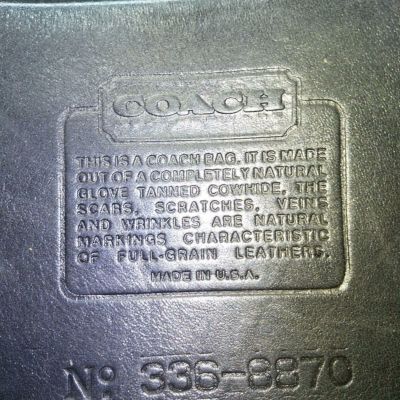 COACH
THIS IS A COACH BAG. IT IS MADE
OUT OF A COMPLETELY NATURAL
GLOVE TANNED COWHIDE, THE
SCARS, SCRATCHES, VEINS
AND WRINKLES ARE NATURAL
MARKINGS CHARACTERISTIC
OF FULL-GRAIN LEATHERS.
MADE IN U.S.A.
No 336-8870